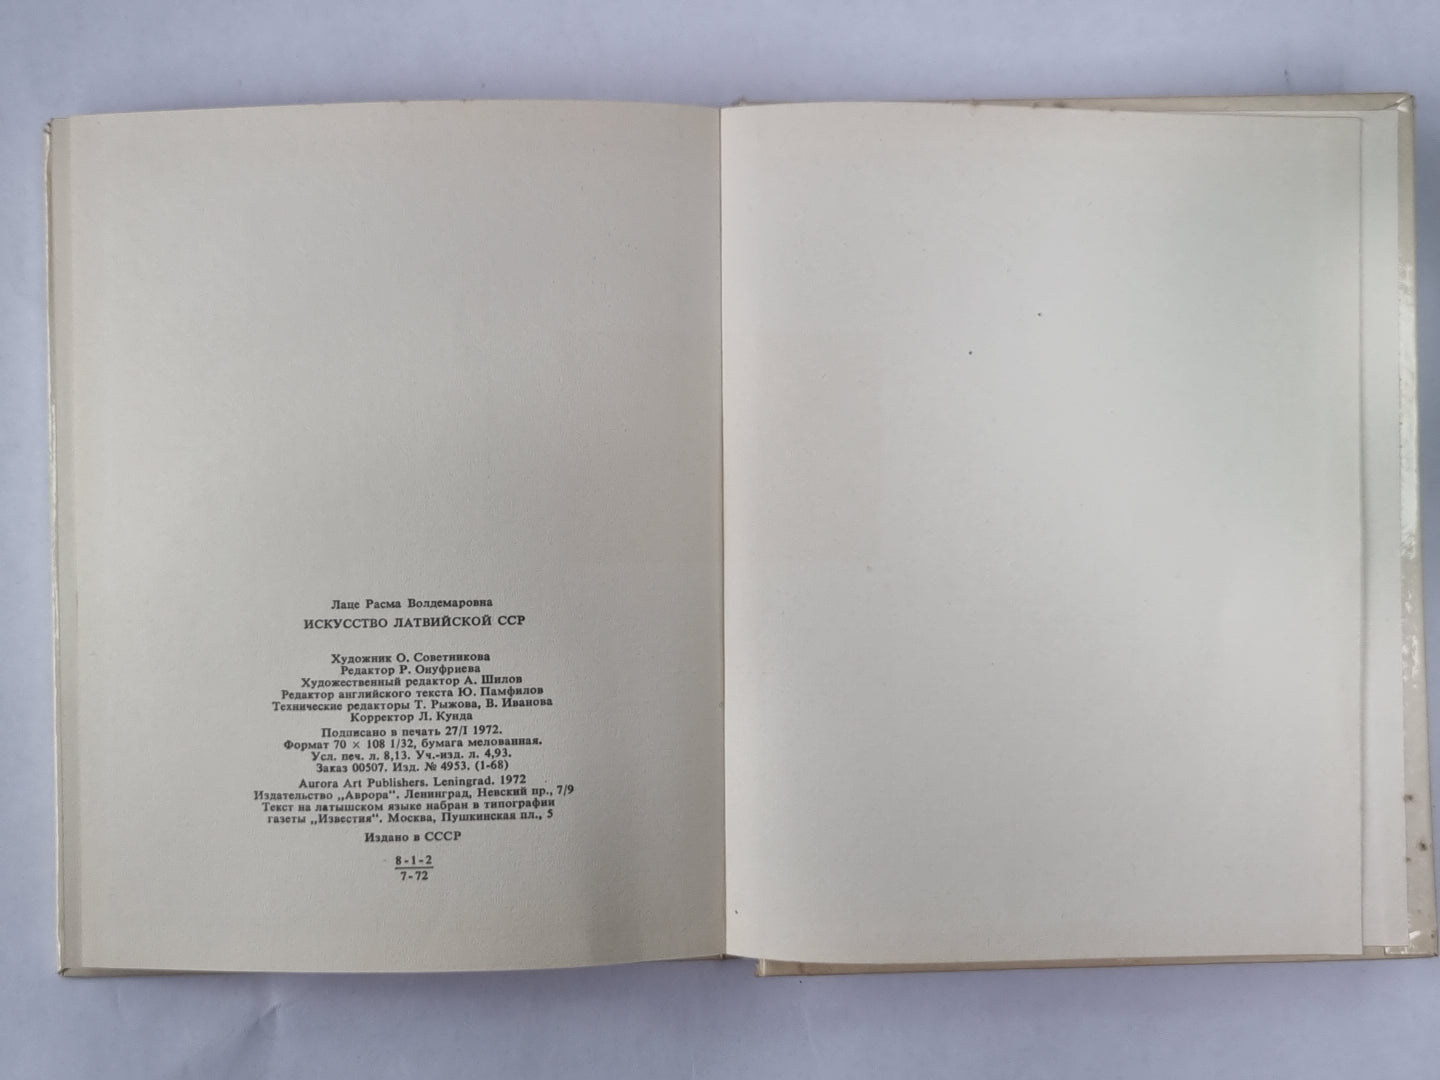 Лаце Расма Волдемаровна
ИСКУССТВО ЛАТВИЙСКОЙ ССР
Художник О. Советникова
Редактор Р. Онуфриева
Художественный редактор А. Шилов
Редактор английского текста Ю. Памфилов
Технические редакторы Т. Рыжова, В. Иванова
Корректор Л. Кунда
Подписано в печать 27/I 1972.
Формат 70 × 108 1/32, бумага мелованная.
Усл. печ. л. 8,13. Уч.-изд. л. 4,93.
Заказ 00507. Изд. № 4953. (1-68)
Aurora Art Publishers. Leningrad. 1972
Издательство „Аврора“. Ленинград, Невский пр., 7/9
Текст на латышском языке набран в типографии
газеты „Известия“. Москва, Пушкинская пл., 5
Издано в СССР
8-1-2
7-72